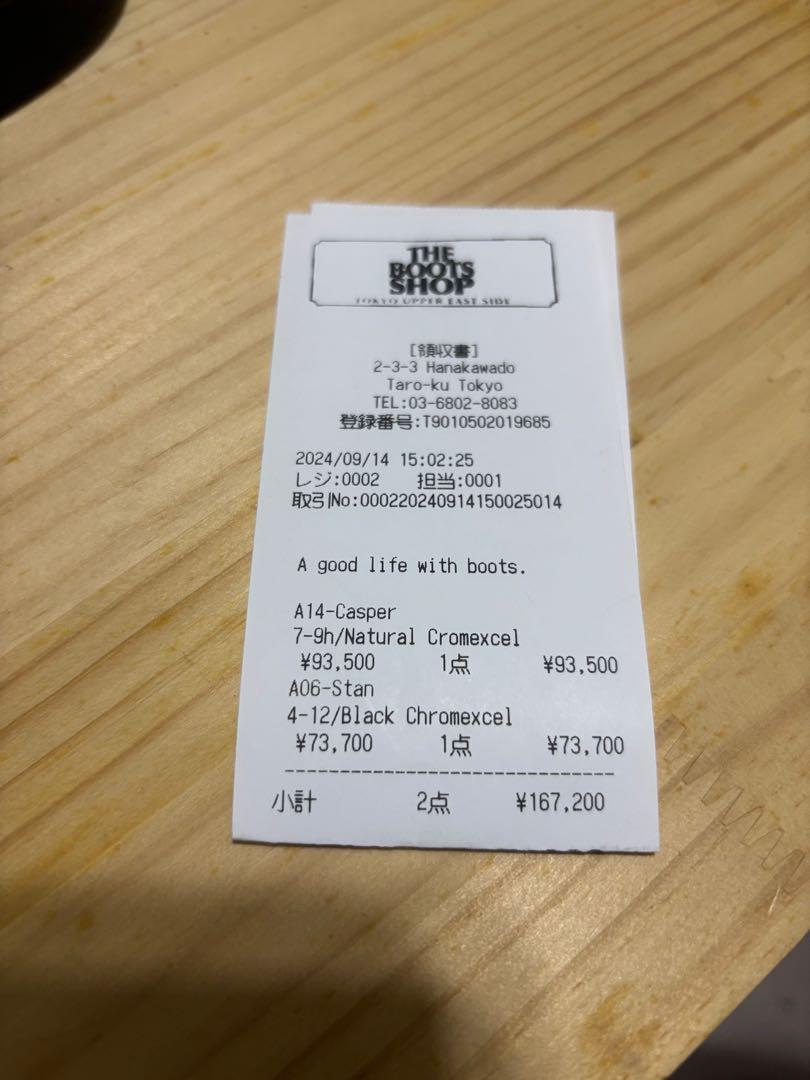 THE
BOOTS
SHOP
TOKYO UPPER EAST SIDE
[領収書]
2-3-3 Hanakawado
Taro-ku Tokyo
TEL:03-6802-8083
登録番号:T9010502019685
2024/09/14 15:02:25
レジ:0002 担当:0001
取引No:000220240914150025014
A good life with boots.
A14-Casper
7-9h/Natural Cromexcel
¥93,500 1点 ¥93,500
A06-Stan
4-12/Black Chromexcel
¥73,700 1点 ¥73,700
--------------------------------
小計 2点 ¥167,200